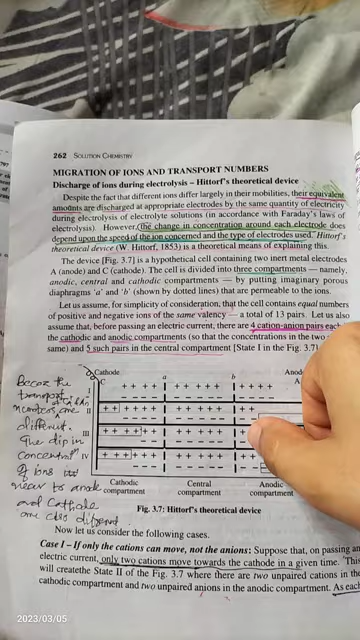 262 SOLUTION CHEMISTRY
MIGRATION OF IONS AND TRANSPORT NUMBERS
Discharge of ions during electrolysis – Hittorf's theoretical device
Despite the fact that different ions differ largely in their mobilities, their equivalent
amounts are discharged at appropriate electrodes by the same quantity of electricity
during electrolysis of electrolyte solutions (in accordance with Faraday's laws of
electrolysis). However, the change in concentration around each electrode does
depend upon the speed of the ion concerned and the type of electrodes used. Hittorf's
theoretical device (W. Hittorf, 1853) is a theoretical means of explaining this.
The device [Fig. 3.7] is a hypothetical cell containing two inert metal electrodes
A (anode) and C (cathode). The cell is divided into three compartments — namely,
anodic, central and cathodic compartments — by putting imaginary porous
diaphragms 'a' and 'b' (shown by dotted lines) that are permeable to the ions.
Let us assume, for simplicity of consideration, that the cell contains equal numbers
of positive and negative ions of the same valency — a total of 13 pairs. Let us also
assume that, before passing an electric current, there are 4 cation-anion pairs each
the cathodic and anodic compartments (so that the concentrations in the two
same) and 5 such pairs in the central compartment [State I in the Fig. 3.7]
Cathode a b Anod
C + + + + + + + + + + + + + A
I – – – – – – – – – – – –
II + + + + + + + + + + +
III + + + + + + + + + + +
IV + + + + + + + + + +
Cathodic Central Anodic
compartment compartment compartment
Becoz the
transport
numbers are
different.
The dip in
concentratn
of ions
near to anode
and cathode
are also different
Fig. 3.7: Hittorf's theoretical device
Now let us consider the following cases.
Case I – If only the cations can move, not the anions: Suppose that, on passing an
electric current, only two cations move towards the cathode in a given time. This
will create the State II of the Fig. 3.7 where there are two unpaired cations in the
cathodic compartment and two unpaired anions in the anodic compartment. As each
2023/03/05